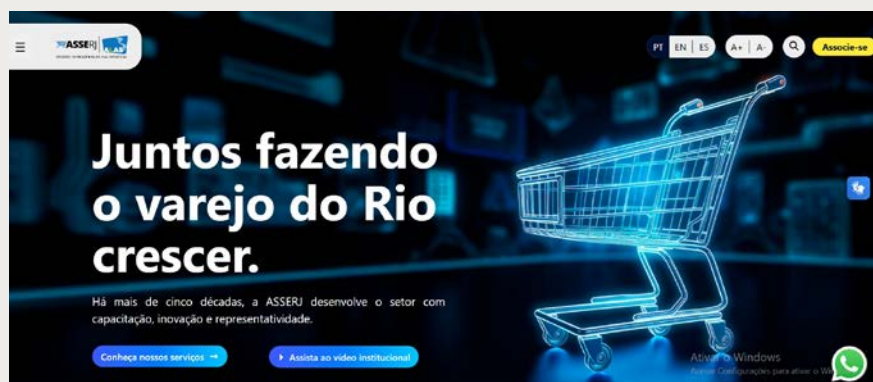 ASSERJ
PT EN ES A+ A- Associe-se
Juntos fazendo
o varejo do Rio
crescer.
Há mais de cinco décadas, a ASSERJ desenvolve o setor com
capacitação, inovação e representatividade.
Conheça nossos serviços →
Assista ao vídeo institucional
Ativar o Windows